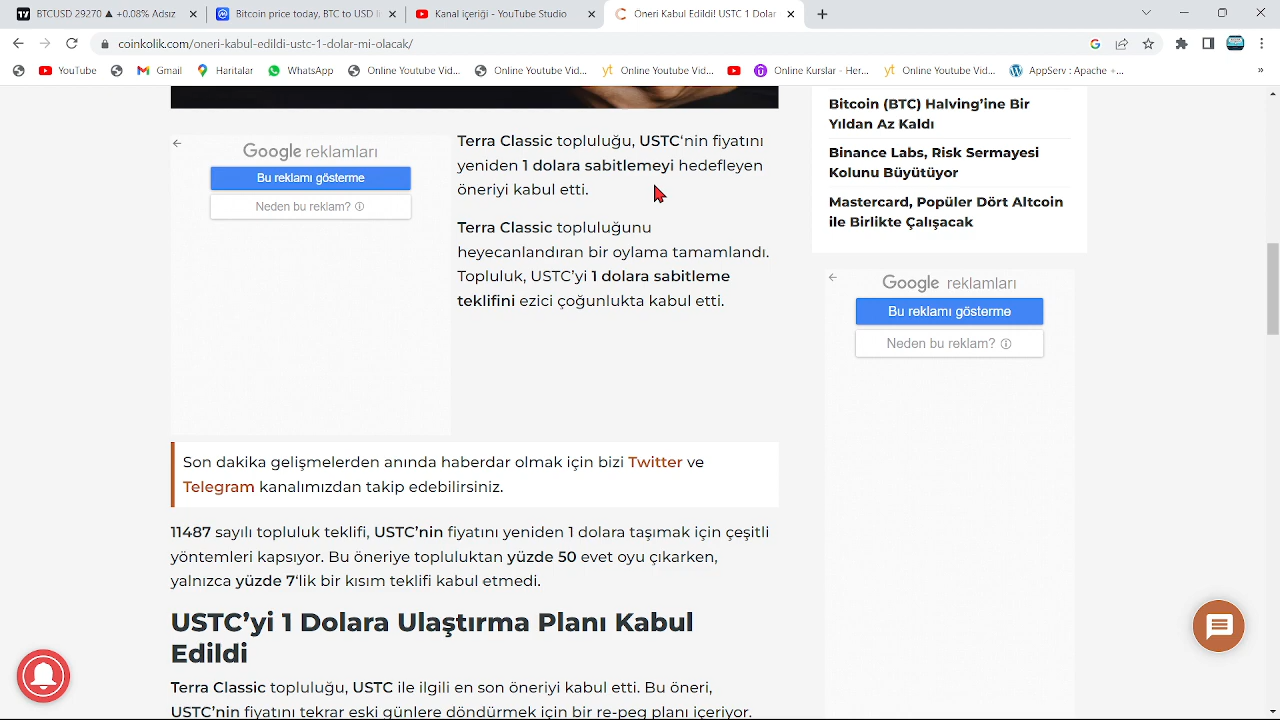 BTCUSD 29270 ▲ +0.08% Adsız
Bitcoin price today, BTC to USD li
Kanal içeriği - YouTube Studio
Öneri Kabul Edildi! USTC 1 Dolar
coinkolik.com/oneri-kabul-edildi-ustc-1-dolar-mi-olacak/
YouTube
Gmail
Haritalar
WhatsApp
Online Youtube Vid...
Online Youtube Vid...
Online Youtube Vid...
Online Kurslar - Her...
Online Youtube Vid...
AppServ : Apache +...
Google reklamları
Bu reklamı gösterme
Neden bu reklam?
Terra Classic topluluğu, USTC'nin fiyatını
yeniden 1 dolara sabitlemeyi hedefleyen
öneriyi kabul etti.
Terra Classic topluluğunu
heyecanlandıran bir oylama tamamlandı.
Topluluk, USTC'yi 1 dolara sabitleme
teklifini ezici çoğunlukta kabul etti.
Son dakika gelişmelerden anında haberdar olmak için bizi Twitter ve
Telegram kanalımızdan takip edebilirsiniz.
11487 sayılı topluluk teklifi, USTC'nin fiyatını yeniden 1 dolara taşımak için çeşitli
yöntemleri kapsıyor. Bu öneriye topluluktan yüzde 50 evet oyu çıkarken,
yalnızca yüzde 7'lik bir kısım teklifi kabul etmedi.
USTC'yi 1 Dolara Ulaştırma Planı Kabul
Edildi
Terra Classic topluluğu, USTC ile ilgili en son öneriyi kabul etti. Bu öneri,
USTC'nin fiyatını tekrar eski günlere döndürmek için bir re-peg planı içeriyor.
Bitcoin (BTC) Halving'ine Bir
Yıldan Az Kaldı
Binance Labs, Risk Sermayesi
Kolunu Büyütüyor
Mastercard, Popüler Dört Altcoin
ile Birlikte Çalışacak
Google reklamları
Bu reklamı gösterme
Neden bu reklam?